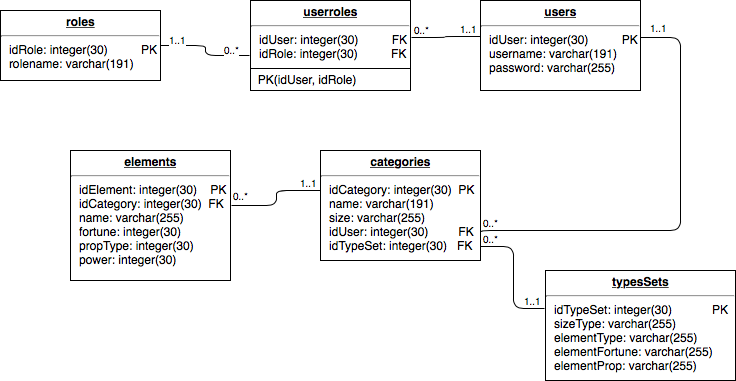 roles
idRole: integer(30) PK
rolename: varchar(191)
1..1
0..*
userroles
idUser: integer(30) FK
idRole: integer(30) FK
PK(idUser, idRole)
0..*
1..1
users
idUser: integer(30) PK
username: varchar(191)
password: varchar(255)
1..1
elements
idElement: integer(30) PK
idCategory: integer(30) FK
name: varchar(255)
fortune: integer(30)
propType: integer(30)
power: integer(30)
0..*
1..1
categories
idCategory: integer(30) PK
name: varchar(191)
size: varchar(255)
idUser: integer(30) FK
idTypeSet: integer(30) FK
0..*
0..*
1..1
typesSets
idTypeSet: integer(30) PK
sizeType: varchar(255)
elementType: varchar(255)
elementFortune: varchar(255)
elementProp: varchar(255)